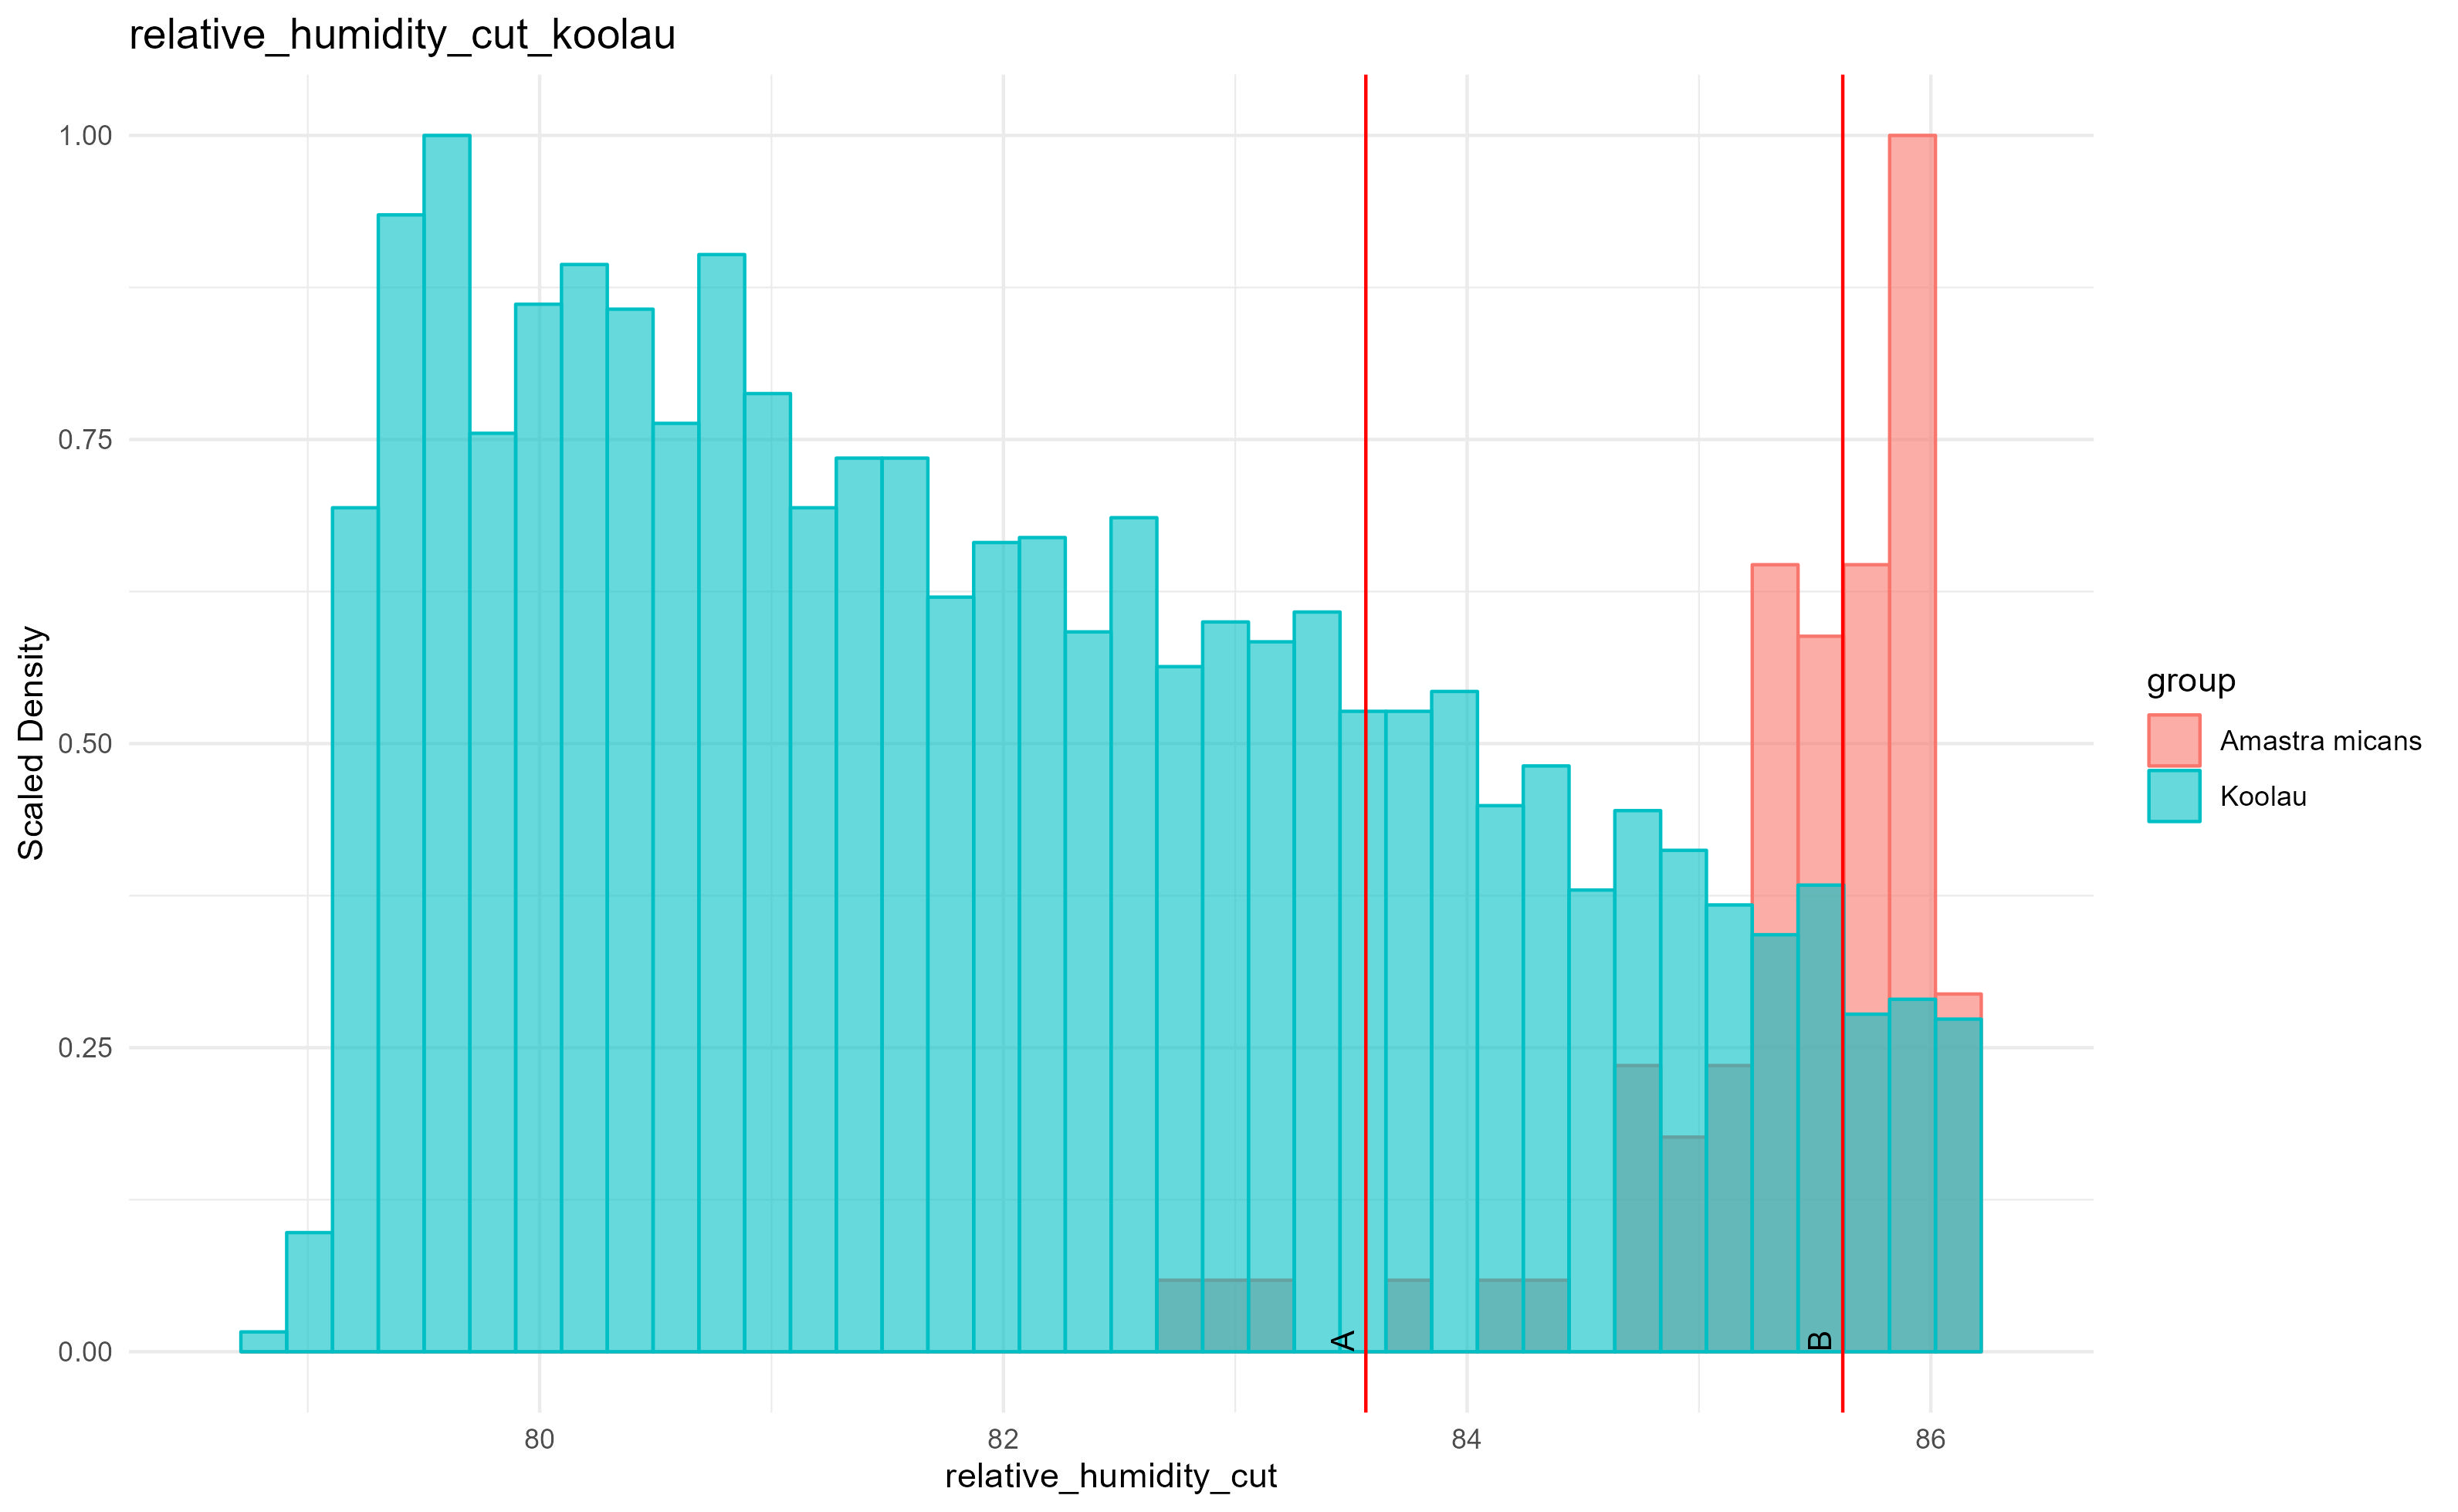 relative_humidity_cut_koolau
1.00
0.75
0.50
0.25
0.00
Scaled Density
A
B
80
82
84
86
relative_humidity_cut
group
Amastra micans
Koolau